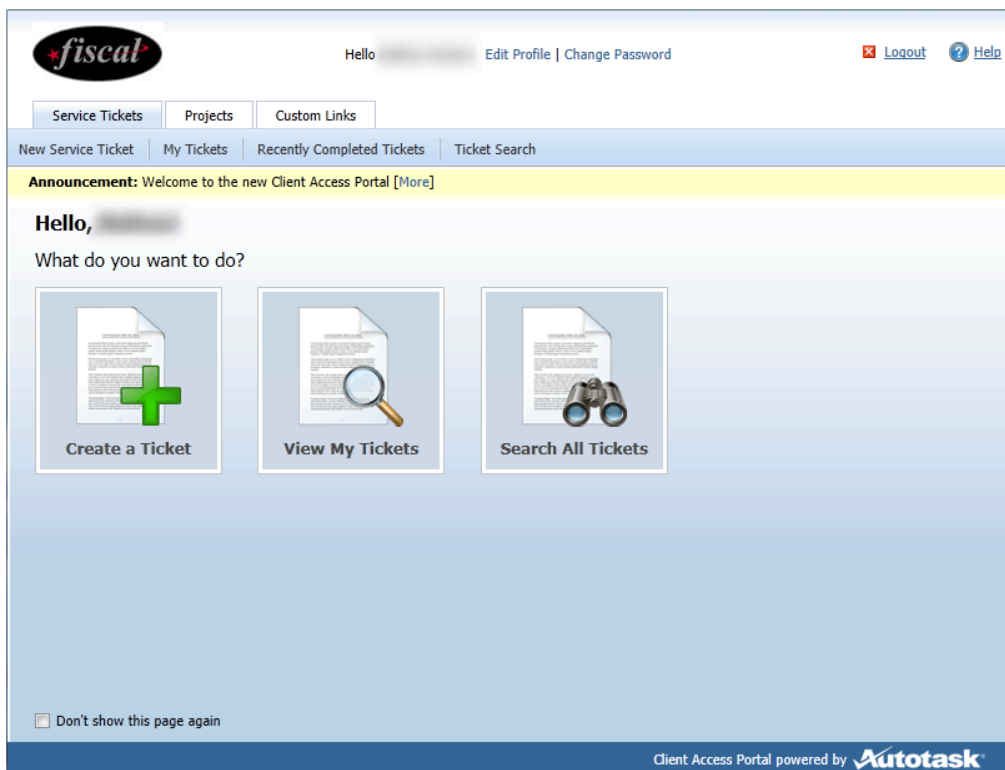 fiscal
Hello
Edit Profile | Change Password
Logout
Help
Service Tickets
Projects
Custom Links
New Service Ticket
My Tickets
Recently Completed Tickets
Ticket Search
Announcement: Welcome to the new Client Access Portal [More]
Hello,
What do you want to do?
Create a Ticket
View My Tickets
Search All Tickets
Don't show this page again
Client Access Portal powered by Autotask